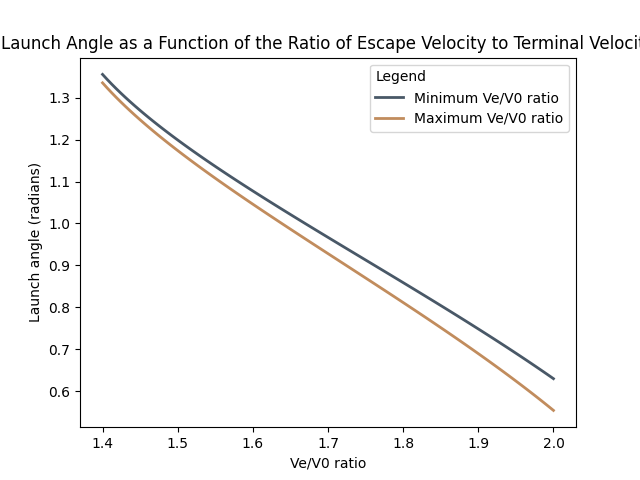 Launch Angle as a Function of the Ratio of Escape Velocity to Terminal
Legend
Minimum Ve/V0 ratio
Maximum Ve/V0 ratio
Launch angle (radians)
1.3
1.2
1.1
1.0
0.9
0.8
0.7
0.6
1.4
1.5
1.6
1.7
1.8
1.9
2.0
Ve/V0 ratio